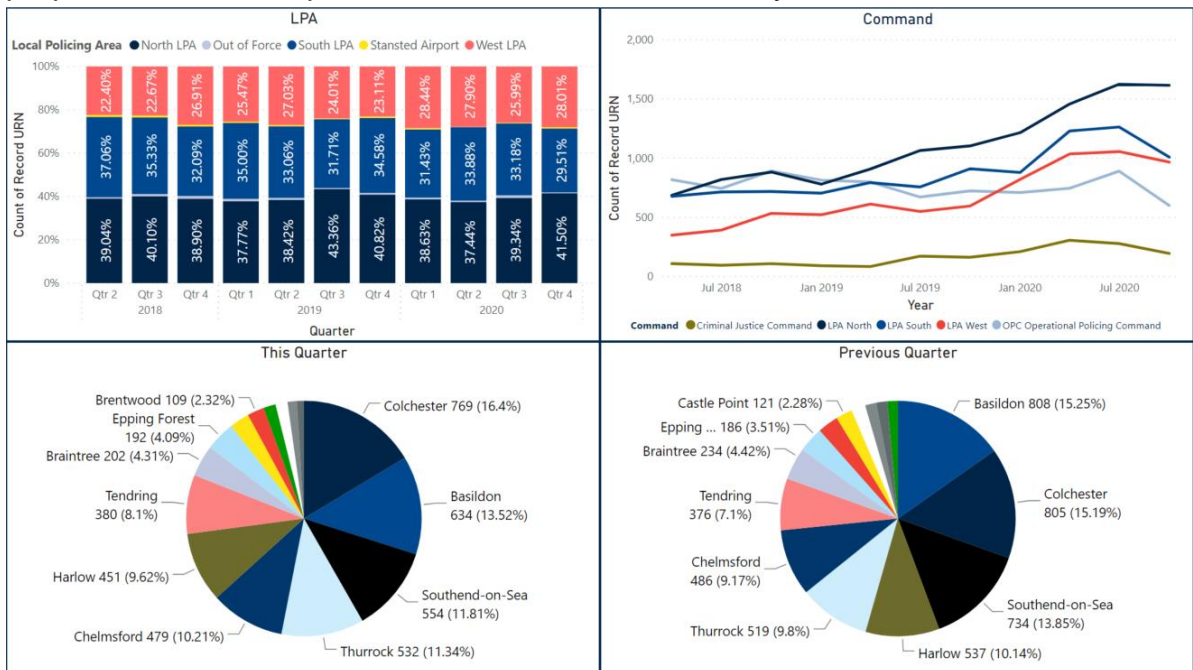 LPA
Local Policing Area North LPA Out of Force South LPA Stansted Airport West LPA
Count of Record URN
100%
80%
60%
40%
20%
0%
22.40% 22.67% 26.91% 25.47% 27.03% 24.01% 23.11% 28.44% 27.90% 25.99% 28.01%
37.06% 35.33% 32.09% 35.00% 33.06% 31.71% 34.58% 31.43% 33.88% 33.18% 29.51%
39.04% 40.10% 38.90% 37.77% 38.42% 43.36% 40.82% 38.63% 37.44% 39.34% 41.50%
Qtr 2 Qtr 3 Qtr 4 Qtr 1 Qtr 2 Qtr 3 Qtr 4 Qtr 1 Qtr 2 Qtr 3 Qtr 4
2018 2019 2020
Quarter
Command
Count of Record URN
2,000
1,500
1,000
500
0
Jul 2018 Jan 2019 Jul 2019 Jan 2020 Jul 2020
Year
Command Criminal Justice Command LPA North LPA South LPA West OPC Operational Policing Command
This Quarter
Brentwood 109 (2.32%)
Epping Forest
192 (4.09%)
Braintree 202 (4.31%)
Tendring
380 (8.1%)
Harlow 451 (9.62%)
Chelmsford 479 (10.21%)
Colchester 769 (16.4%)
Basildon
634 (13.52%)
Southend-on-Sea
554 (11.81%)
Thurrock 532 (11.34%)
Previous Quarter
Castle Point 121 (2.28%)
Epping ... 186 (3.51%)
Braintree 234 (4.42%)
Tendring
376 (7.1%)
Chelmsford
486 (9.17%)
Thurrock 519 (9.8%)
Basildon 808 (15.25%)
Colchester
805 (15.19%)
Southend-on-Sea
734 (13.85%)
Harlow 537 (10.14%)